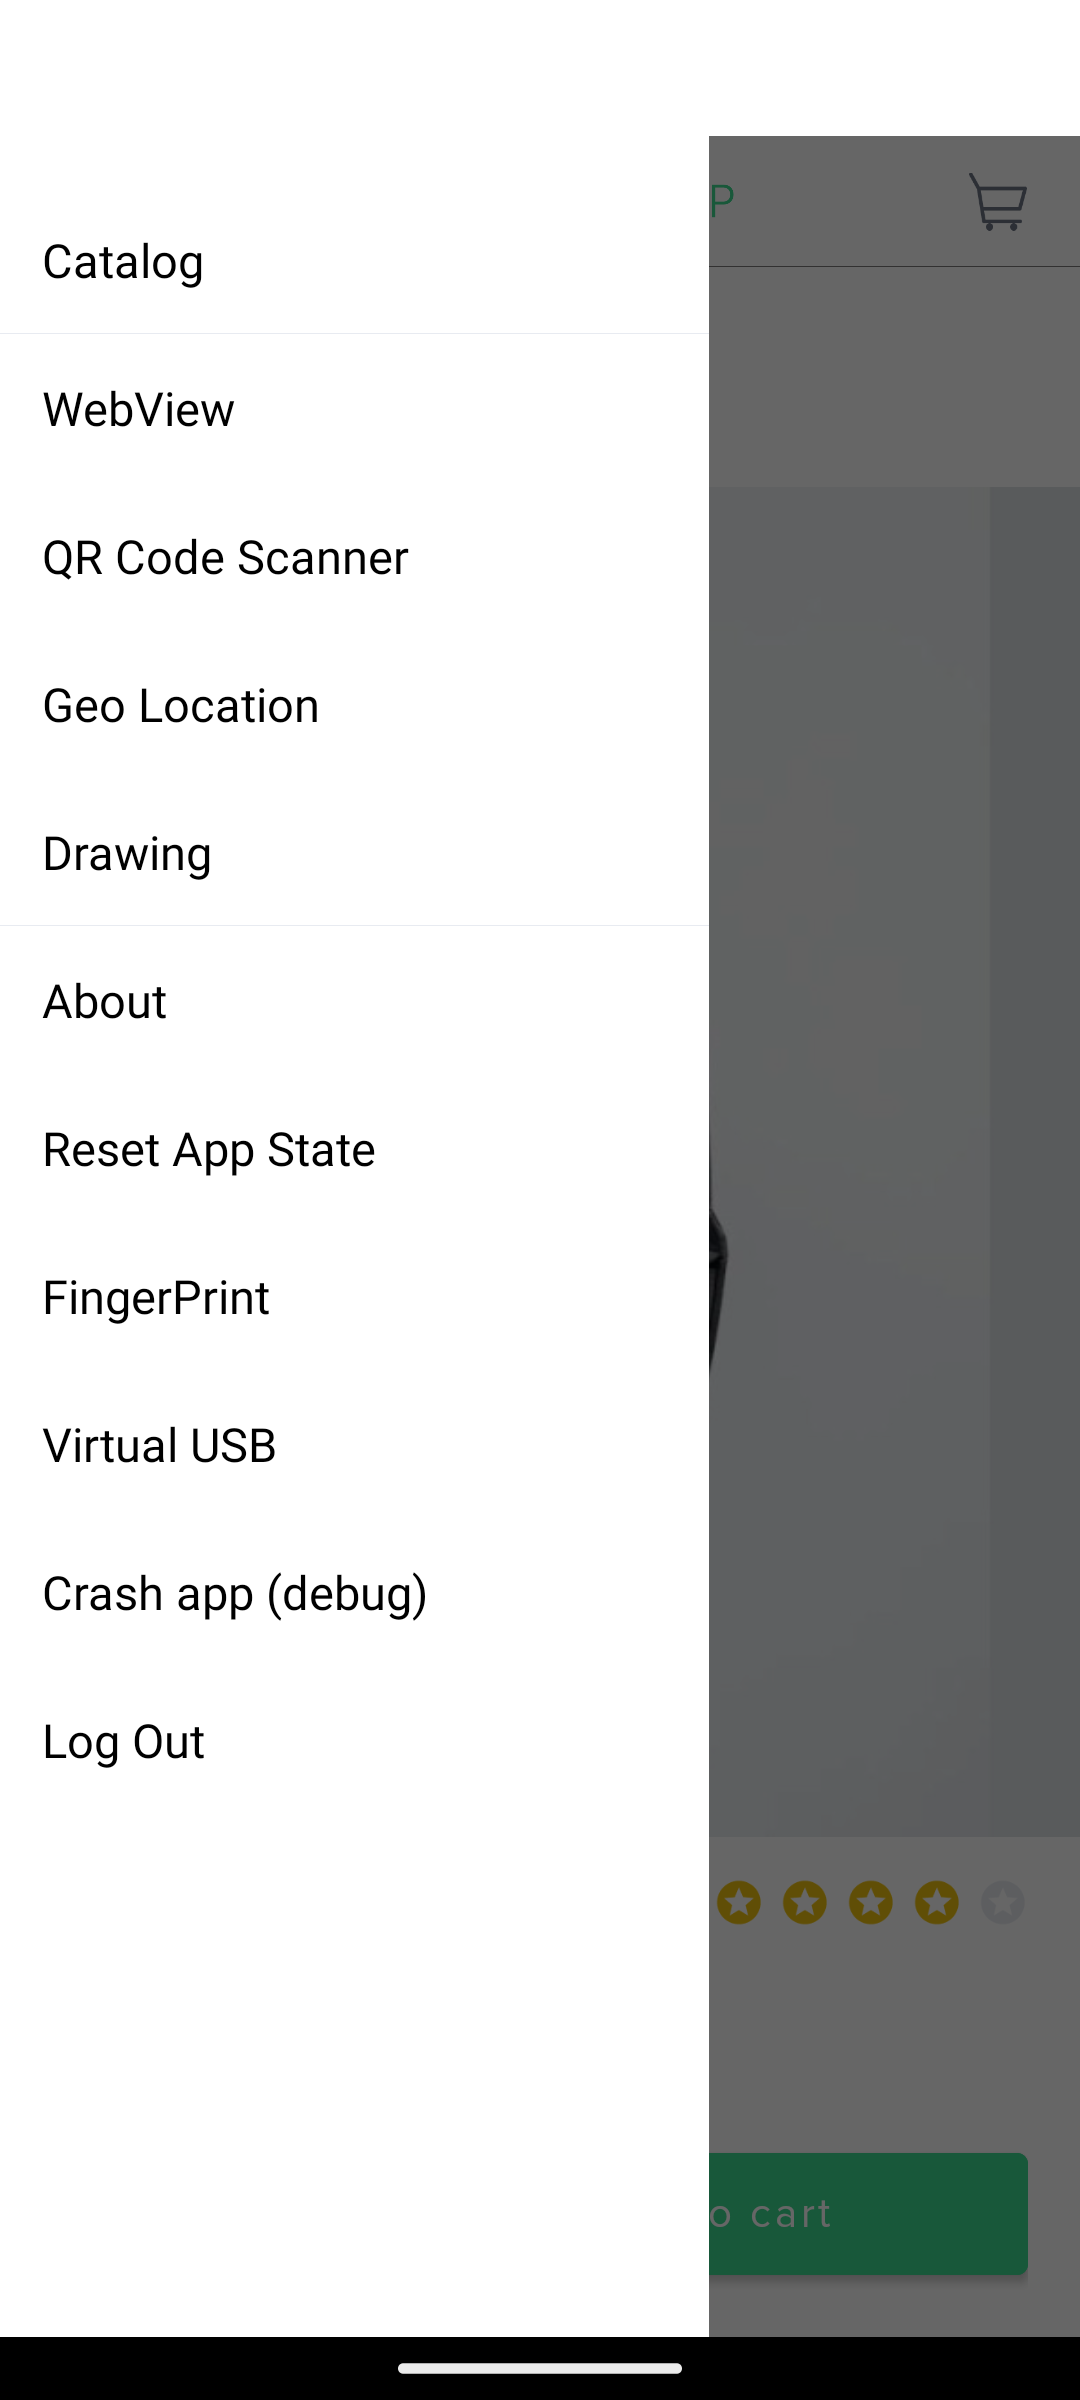 P
Catalog
WebView
QR Code Scanner
Geo Location
Drawing
About
Reset App State
FingerPrint
Virtual USB
Crash app (debug)
Log Out
o cart